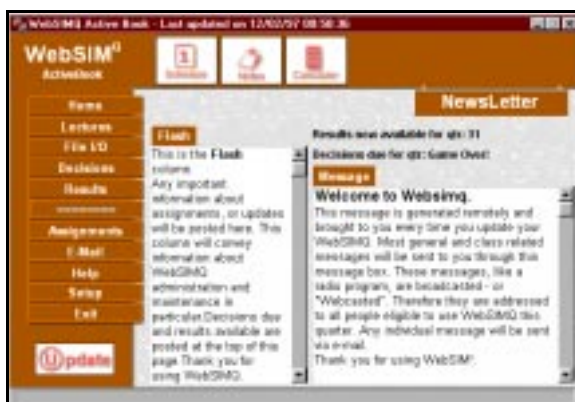 WebSIMQ Active Book - Last updated on 12/02/97 08:50:36
WebSIMQ
ActiveBook
Schedule
Notes
Calculator
NewsLetter
Home
Lectures
File I/O
Decisions
Results
Assignments
E-Mail
Help
Setup
Exit
Update
Flash
This is the Flash
column.
Any important
information about
assignments, or updates
will be posted here. This
column will convey
information about
WebSIMQ
administration and
maintenance in
particular.Decisions due
and results available are
posted at the top of this
page.Thank you for
using WebSIMQ.
Results now available for qtr: 11
Decisions due for qtr: Game Over!
Message
Welcome to Websimq.
This message is generated remotely and
brought to you every time you update your
WebSIMQ. Most general and class related
messages will be sent to you through this
message box. These messages, like a
radio program, are broadcasted - or
"Webcasted". Therefore they are addressed
to all people eligible to use WebSIMQ this
quarter. Any individual message will be sent
via e-mail.
Thank you for using WebSIM